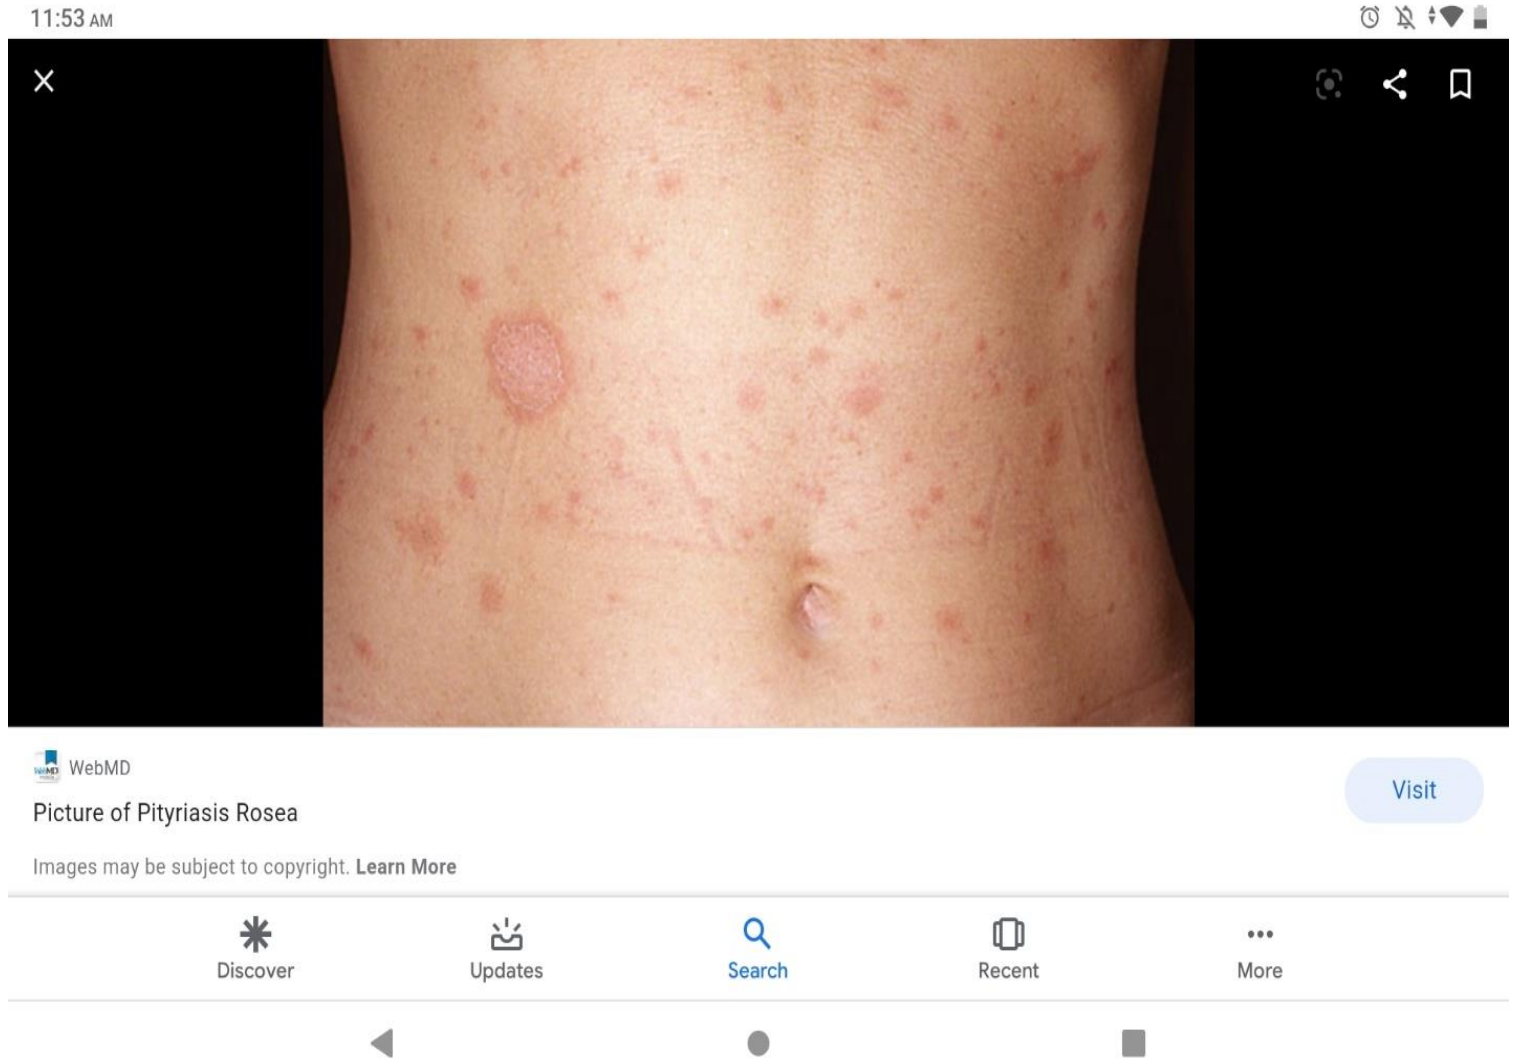 11:53 AM
WebMD
Picture of Pityriasis Rosea
Visit
Images may be subject to copyright. Learn More
Discover
Updates
Search
Recent
More